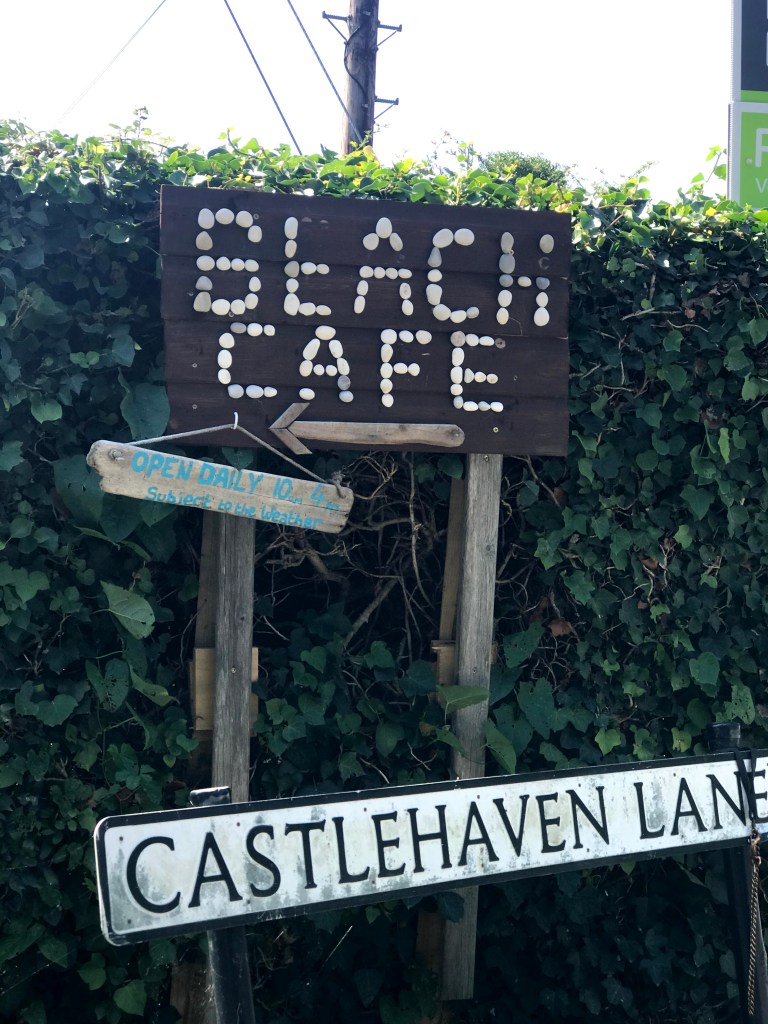 BEACH
CAFE
OPEN DAILY 10am 4pm
Subject to the Weather
CASTLEHAVEN LANE